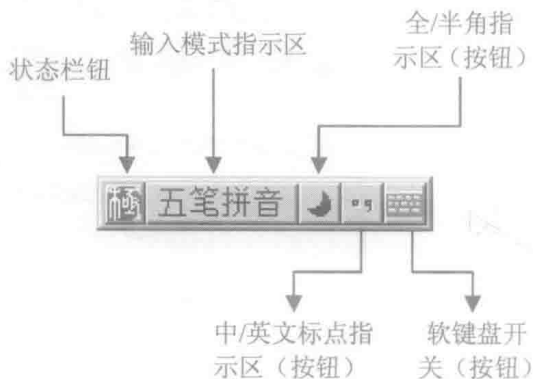 全/半角指
示区（按钮）
输入模式指示区
状态栏钮
極 五笔拼音
中/英文标点指
示区（按钮）
软键盘开
关（按钮）